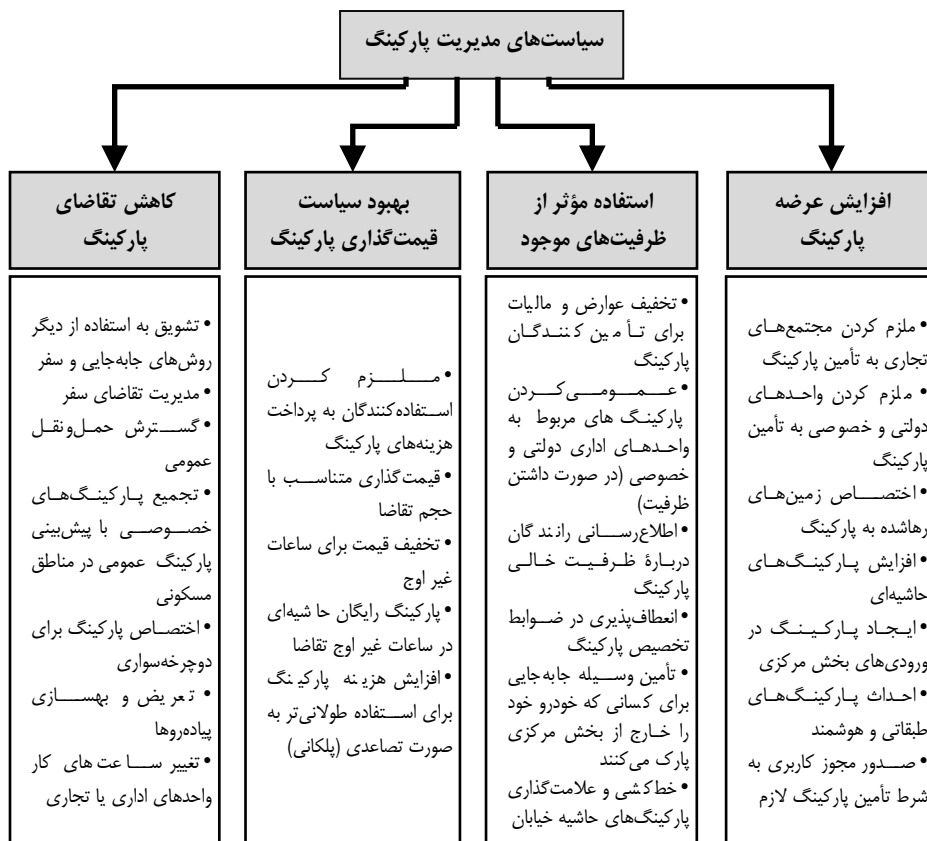 سیاست‌های مدیریت پارکینگ
افزایش عرضه
پارکینگ
• ملزم کردن مجتمع‌های
تجاری به تأمین پارکینگ
• ملزم کردن واحدهای
دولتی و خصوصی به تأمین
پارکینگ
• اختصاص زمین‌های
رهاشده به پارکینگ
• افزایش پارکینگ‌های
حاشیه‌ای
• ایجاد پارکینگ در
ورودی‌های بخش مرکزی
• احداث پارکینگ‌های
طبقاتی و هوشمند
• صدور مجوز کاربری به
شرط تأمین پارکینگ لازم
استفاده مؤثر از
ظرفیت‌های موجود
• تخفیف عوارض و مالیات
برای تأمین کنندگان
پارکینگ
• عمومی‌کردن
پارکینگ های مربوط به
واحدهای اداری دولتی و
خصوصی (در صورت داشتن
ظرفیت)
• اطلاع‌رسانی رانندگان
دربارۀ ظرفیت خالی
پارکینگ
• انعطاف‌پذیری در ضوابط
تخصیص پارکینگ
• تأمین وسیله جابه‌جایی
برای کسانی که خودرو خود
را خارج از بخش مرکزی
پارک می‌کنند
• خط‌کشی و علامت‌گذاری
پارکینگ‌های حاشیه خیابان
بهبود سیاست
قیمت‌گذاری پارکینگ
• ملزم کردن
استفاده‌کنندگان به پرداخت
هزینه‌های پارکینگ
• قیمت‌گذاری متناسب با
حجم تقاضا
• تخفیف قیمت برای ساعات
غیر اوج
• پارکینگ رایگان حاشیه‌ای
در ساعات غیر اوج تقاضا
• افزایش هزینه پارکینگ
برای استفاده طولانی‌تر به
صورت تصاعدی (پلکانی)
کاهش تقاضای
پارکینگ
• تشویق به استفاده از دیگر
روش‌های جابه‌جایی و سفر
• مدیریت تقاضای سفر
• گسترش حمل‌ونقل
عمومی
• تجمیع پارکینگ‌های
خصوصی با پیش‌بینی
پارکینگ عمومی در مناطق
مسکونی
• اختصاص پارکینگ برای
دوچرخه‌سواری
• تعریض و بهسازی
پیاده‌روها
• تغییر ساعت‌های کار
واحدهای اداری یا تجاری